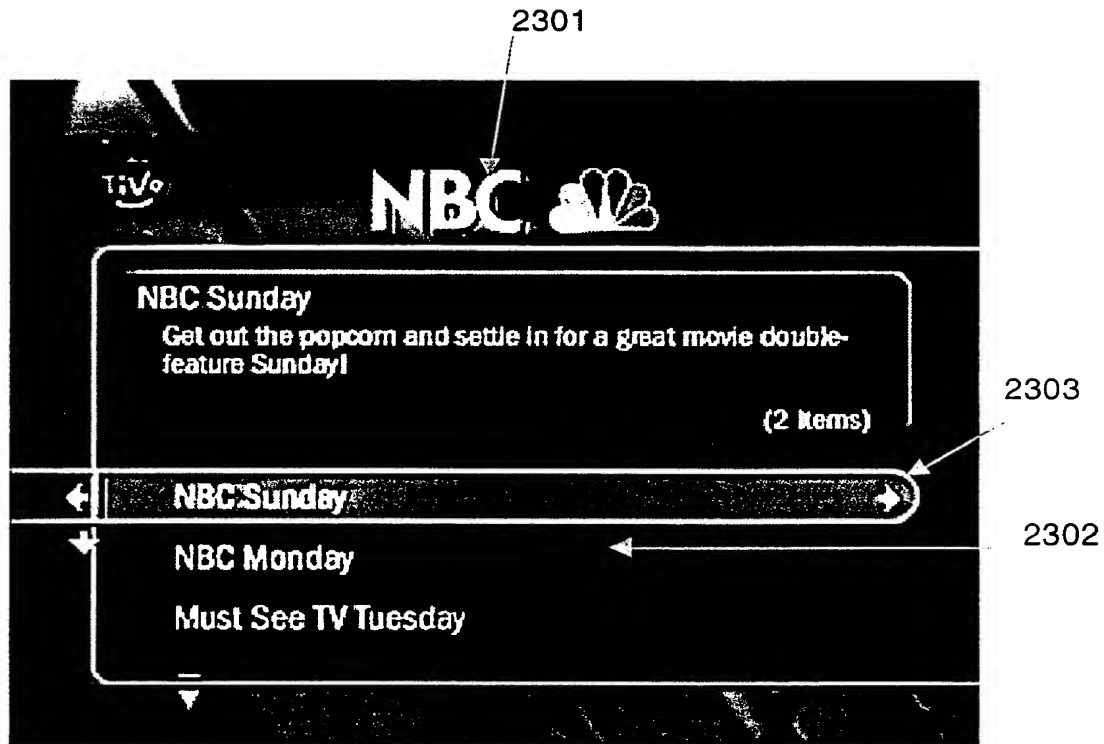 2301
TiVo
NBC
NBC Sunday
Get out the popcorn and settle in for a great movie double-
feature Sunday!
(2 Items)
2303
NBC Sunday
2302
NBC Monday
Must See TV Tuesday